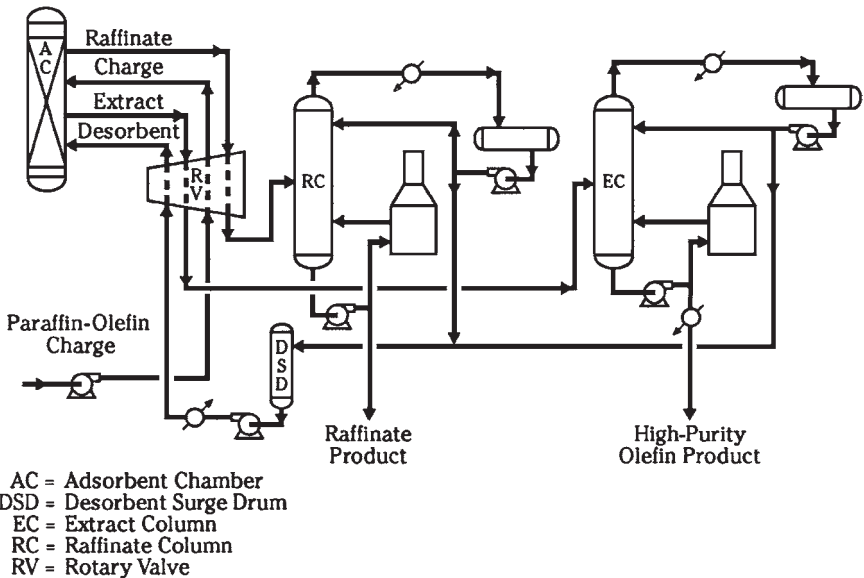 A
C
Raffinate
Charge
Extract
Desorbent
R
V
RC
EC
Paraffin-Olefin
Charge
D
S
D
Raffinate
Product
High-Purity
Olefin Product
AC = Adsorbent Chamber
DSD = Desorbent Surge Drum
EC = Extract Column
RC = Raffinate Column
RV = Rotary Valve